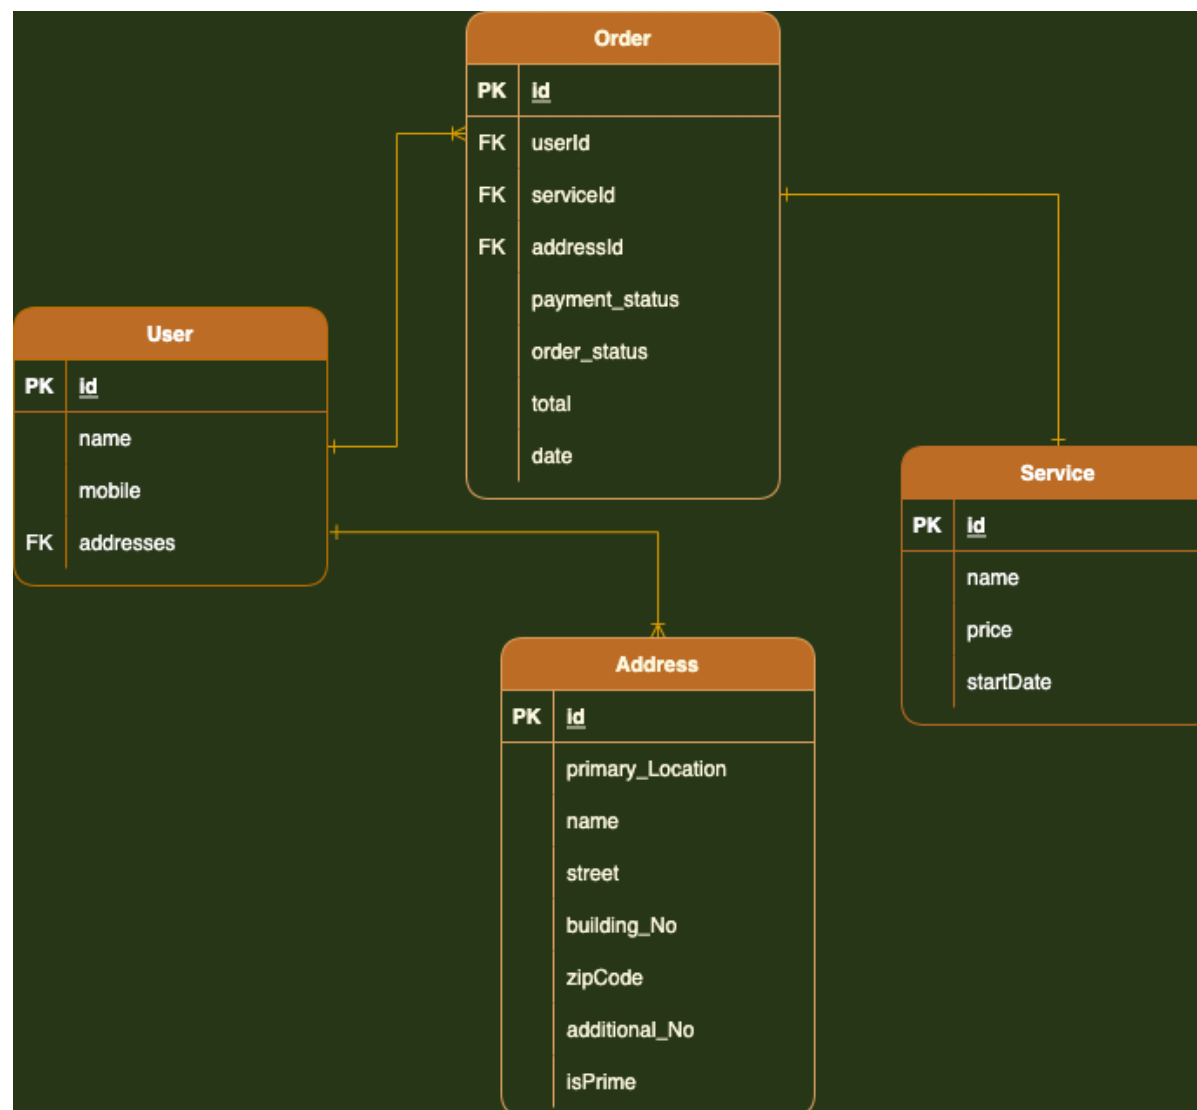 Order
PK id
FK userId
FK serviceId
FK addressId
payment_status
order_status
total
date
User
PK id
name
mobile
FK addresses
Service
PK id
name
price
startDate
Address
PK id
primary_Location
name
street
building_No
zipCode
additional_No
isPrime